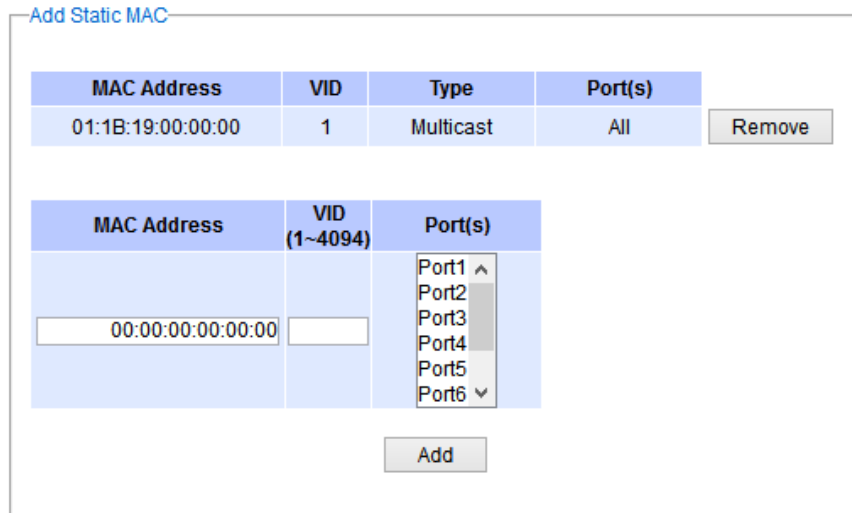 Add Static MAC
MAC Address VID Type Port(s)
01:1B:19:00:00:00 1 Multicast All Remove
MAC Address VID (1~4094) Port(s)
00:00:00:00:00:00
Port1
Port2
Port3
Port4
Port5
Port6
Add